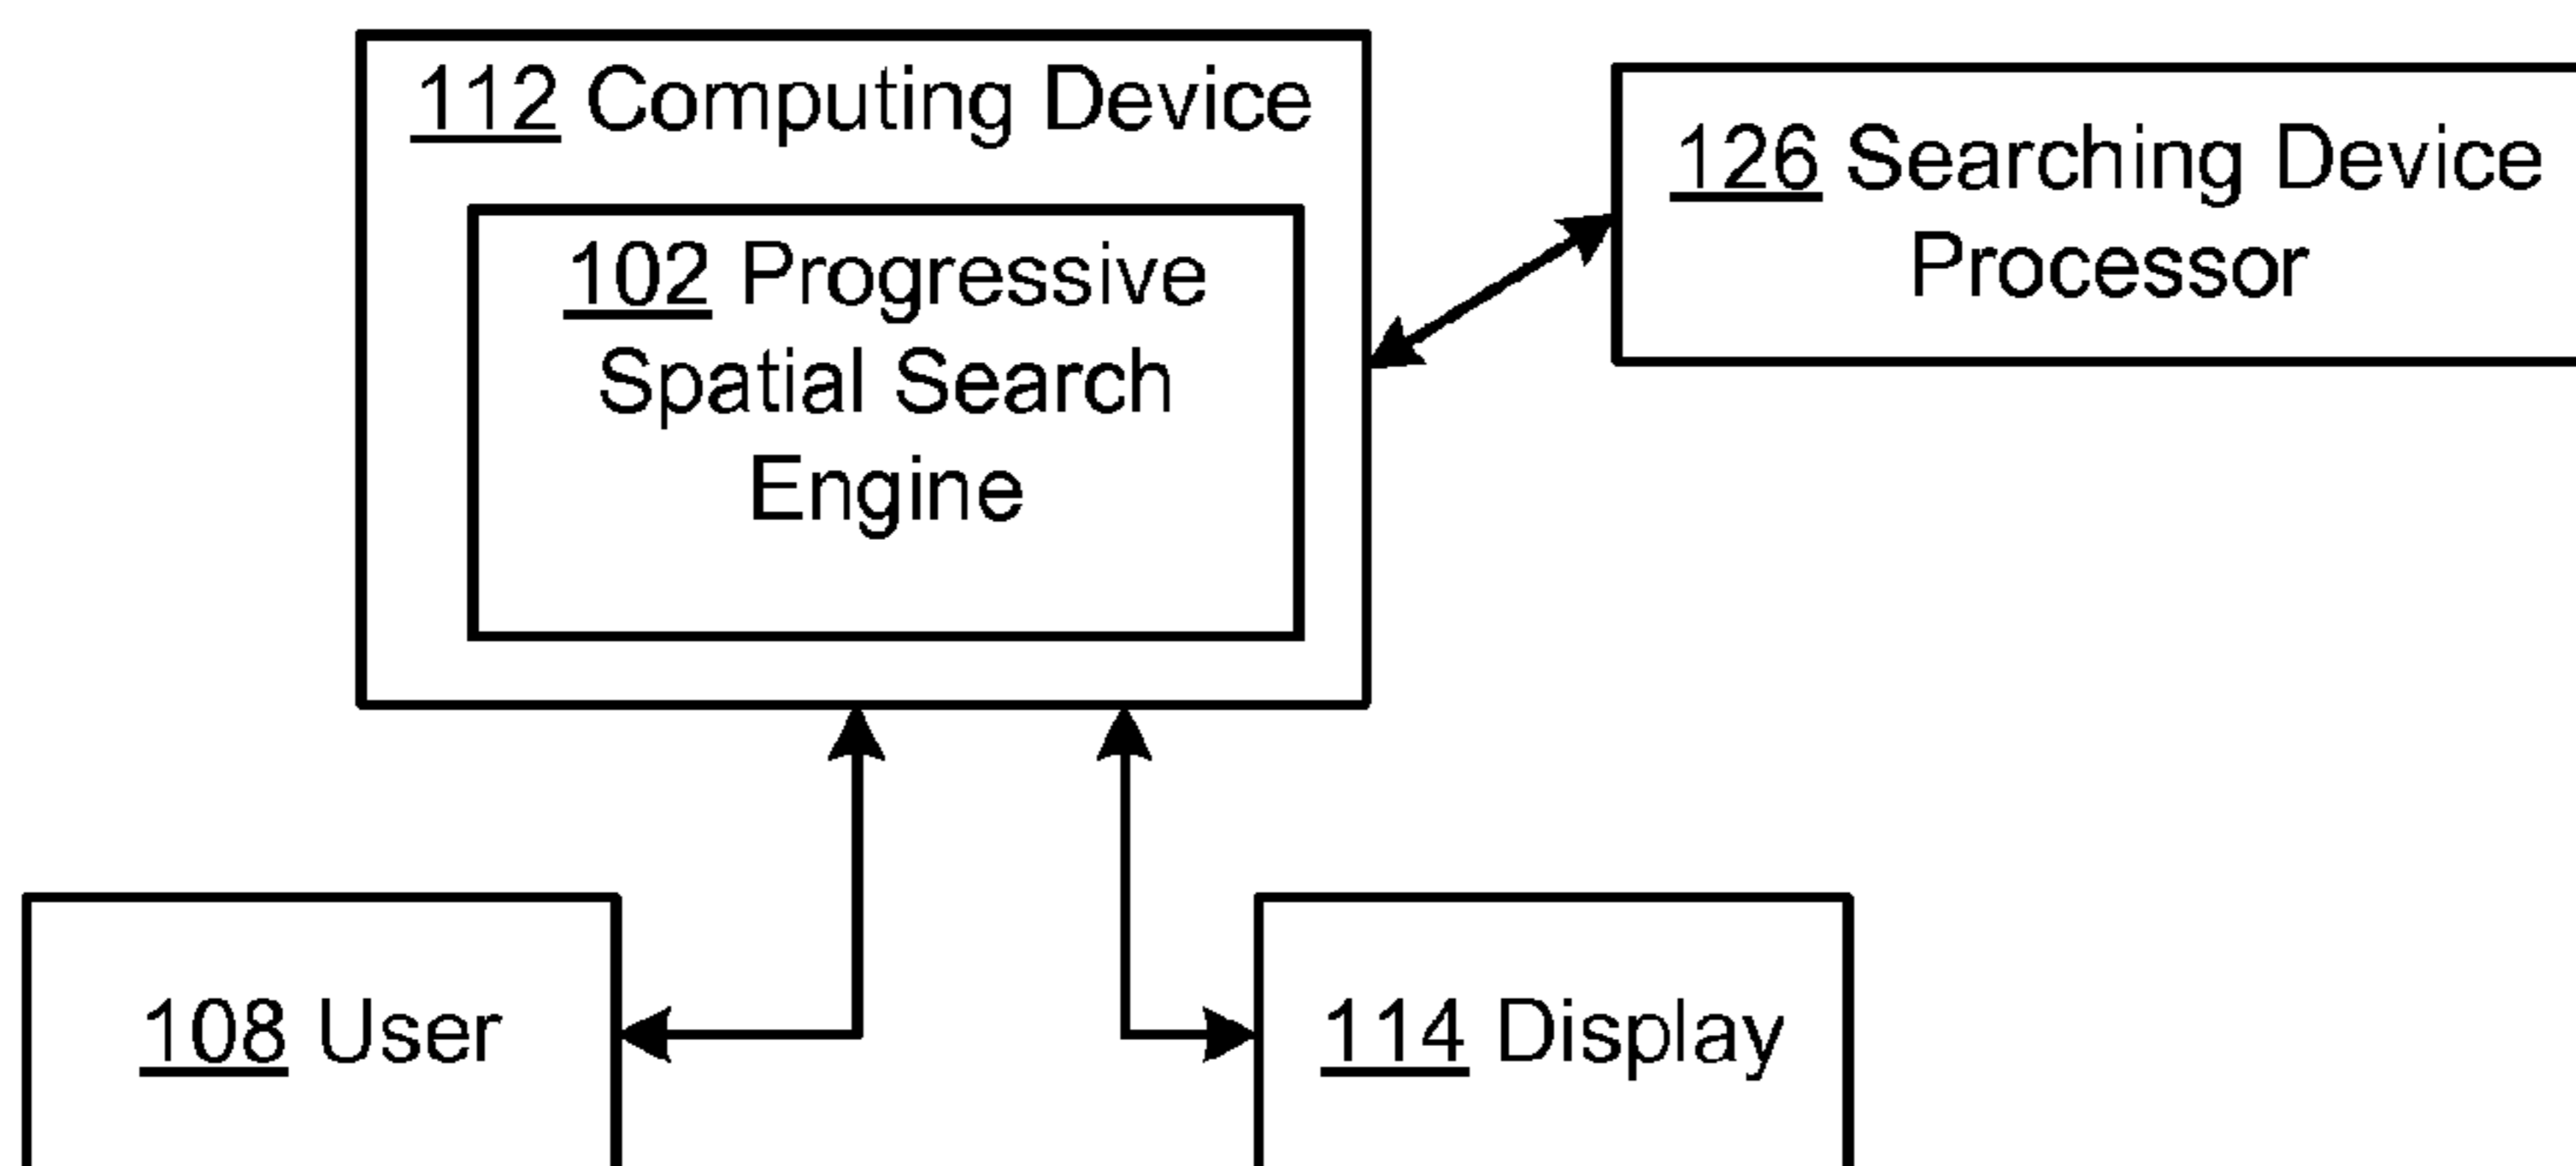 112 Computing Device
102 Progressive
Spatial Search
Engine
126 Searching Device
Processor
108 User
114 Display